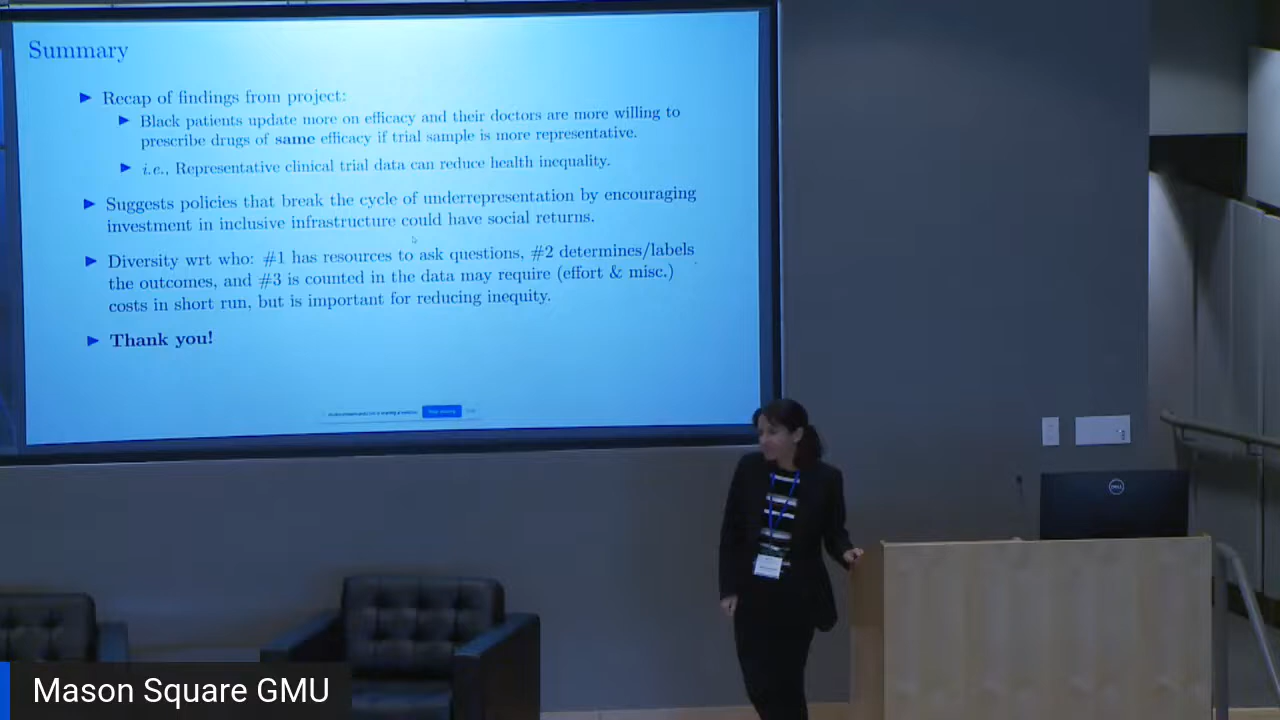 Summary
► Recap of findings from project:
► Black patients update more on efficacy and their doctors are more willing to
prescribe drugs of same efficacy if trial sample is more representative.
► i.e., Representative clinical trial data can reduce health inequality.
► Suggests policies that break the cycle of underrepresentation by encouraging
investment in inclusive infrastructure could have social returns.
► Diversity wrt who: #1 has resources to ask questions, #2 determines/labels
the outcomes, and #3 is counted in the data may require (effort & misc.)
costs in short run, but is important for reducing inequity.
► Thank you!
DELL
Mason Square GMU